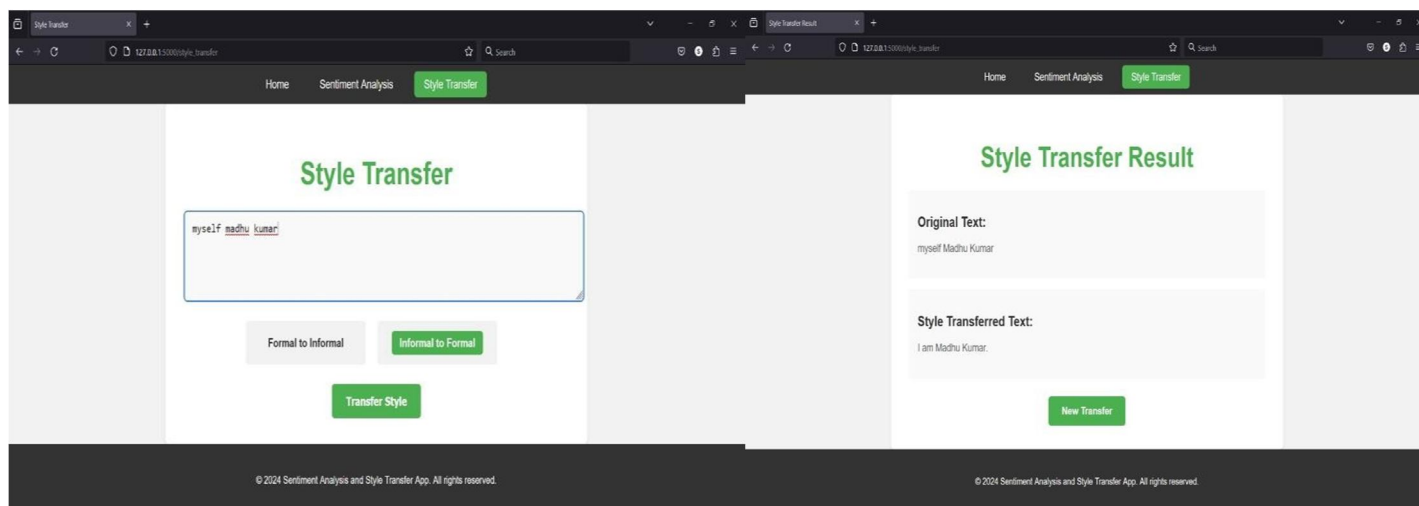 Style Transfer X +
127.0.0.1:5000/style_transfer Search
Home Sentiment Analysis Style Transfer
Style Transfer
myself madhu kumar
Formal to Informal Informal to Formal
Transfer Style
© 2024 Sentiment Analysis and Style Transfer App. All rights reserved.
Style Transfer Result X +
127.0.0.1:5000/style_transfer Search
Home Sentiment Analysis Style Transfer
Style Transfer Result
Original Text:
myself Madhu Kumar
Style Transferred Text:
I am Madhu Kumar.
New Transfer
© 2024 Sentiment Analysis and Style Transfer App. All rights reserved.